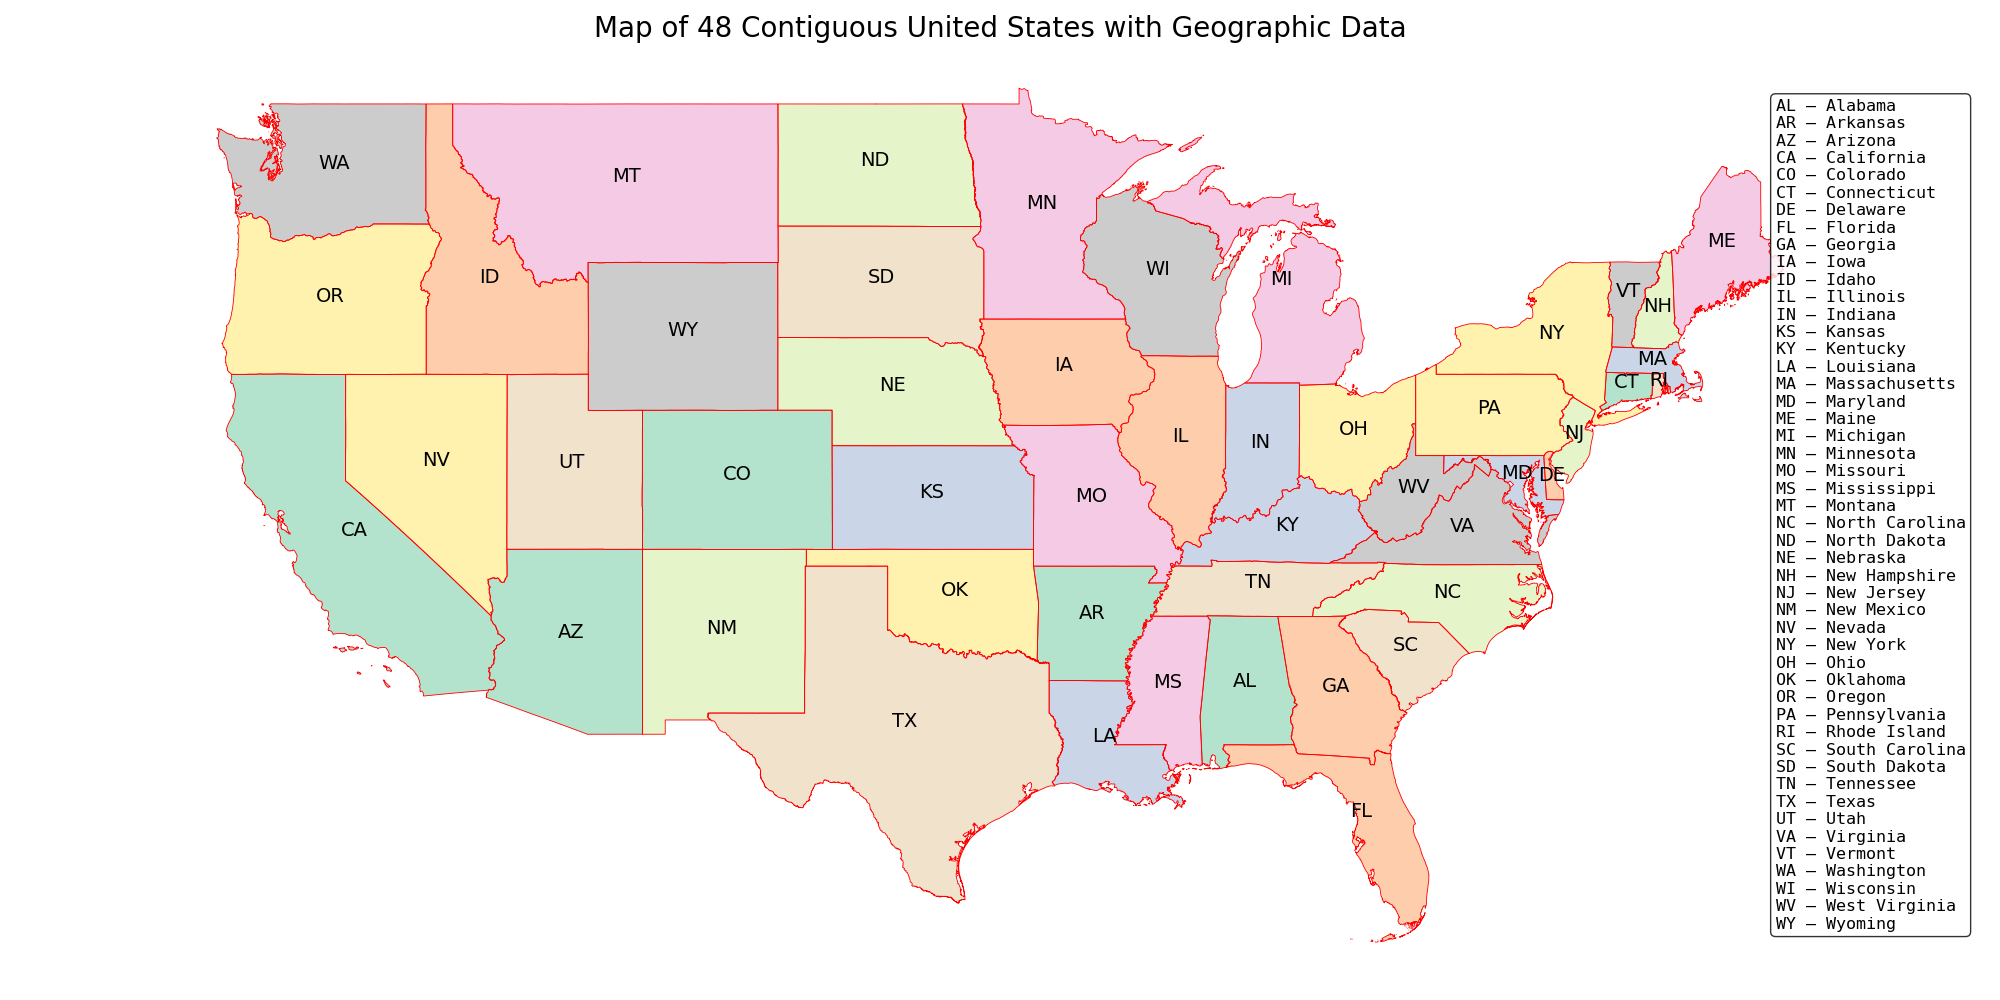 Map of 48 Contiguous United States with Geographic Data
WA
MT
ND
MN
ME
OR
ID
SD
WI
MI
VT
NH
WY
NY
IA
NE
MA
CT
RI
PA
NV
UT
CO
KS
MO
IL
IN
OH
NJ
WV
MD
DE
CA
KY
VA
AZ
NM
OK
AR
TN
NC
TX
LA
MS
AL
GA
SC
FL
AL – Alabama
AR – Arkansas
AZ – Arizona
CA – California
CO – Colorado
CT – Connecticut
DE – Delaware
FL – Florida
GA – Georgia
IA – Iowa
ID – Idaho
IL – Illinois
IN – Indiana
KS – Kansas
KY – Kentucky
LA – Louisiana
MA – Massachusetts
MD – Maryland
ME – Maine
MI – Michigan
MN – Minnesota
MO – Missouri
MS – Mississippi
MT – Montana
NC – North Carolina
ND – North Dakota
NE – Nebraska
NH – New Hampshire
NJ – New Jersey
NM – New Mexico
NV – Nevada
NY – New York
OH – Ohio
OK – Oklahoma
OR – Oregon
PA – Pennsylvania
RI – Rhode Island
SC – South Carolina
SD – South Dakota
TN – Tennessee
TX – Texas
UT – Utah
VA – Virginia
VT – Vermont
WA – Washington
WI – Wisconsin
WV – West Virginia
WY – Wyoming